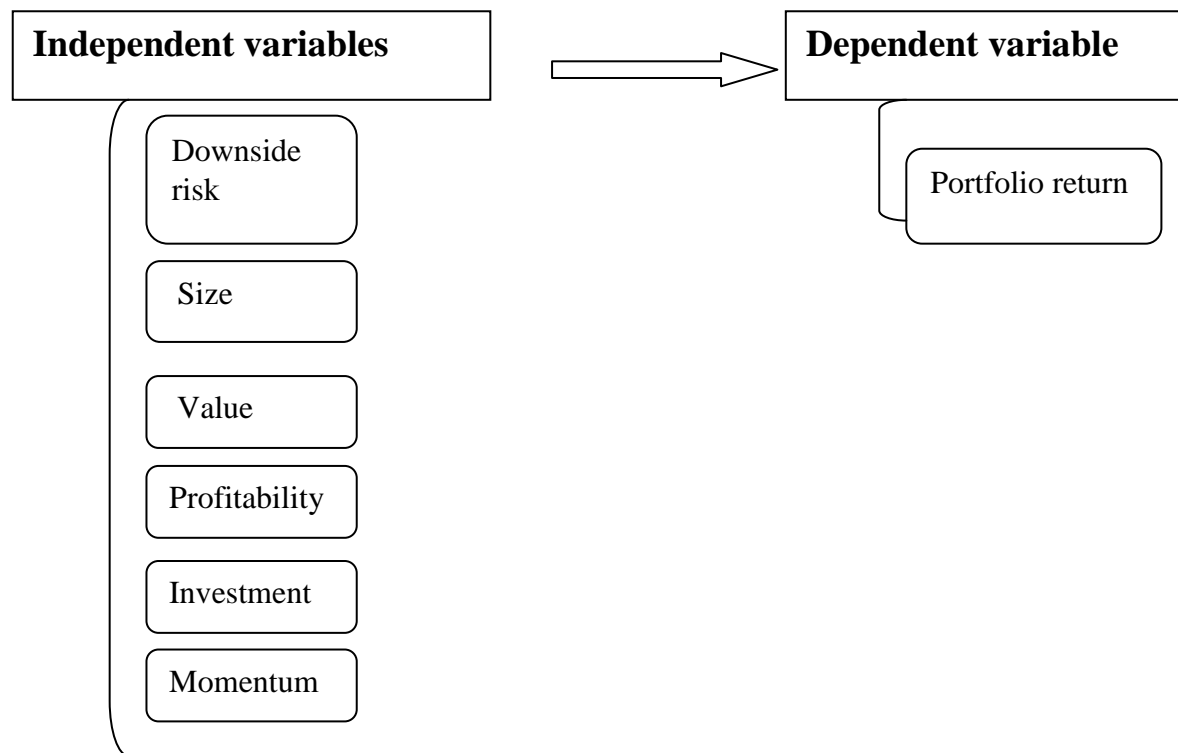 Independent variables
Dependent variable
Downside
risk
Size
Value
Profitability
Investment
Momentum
Portfolio return